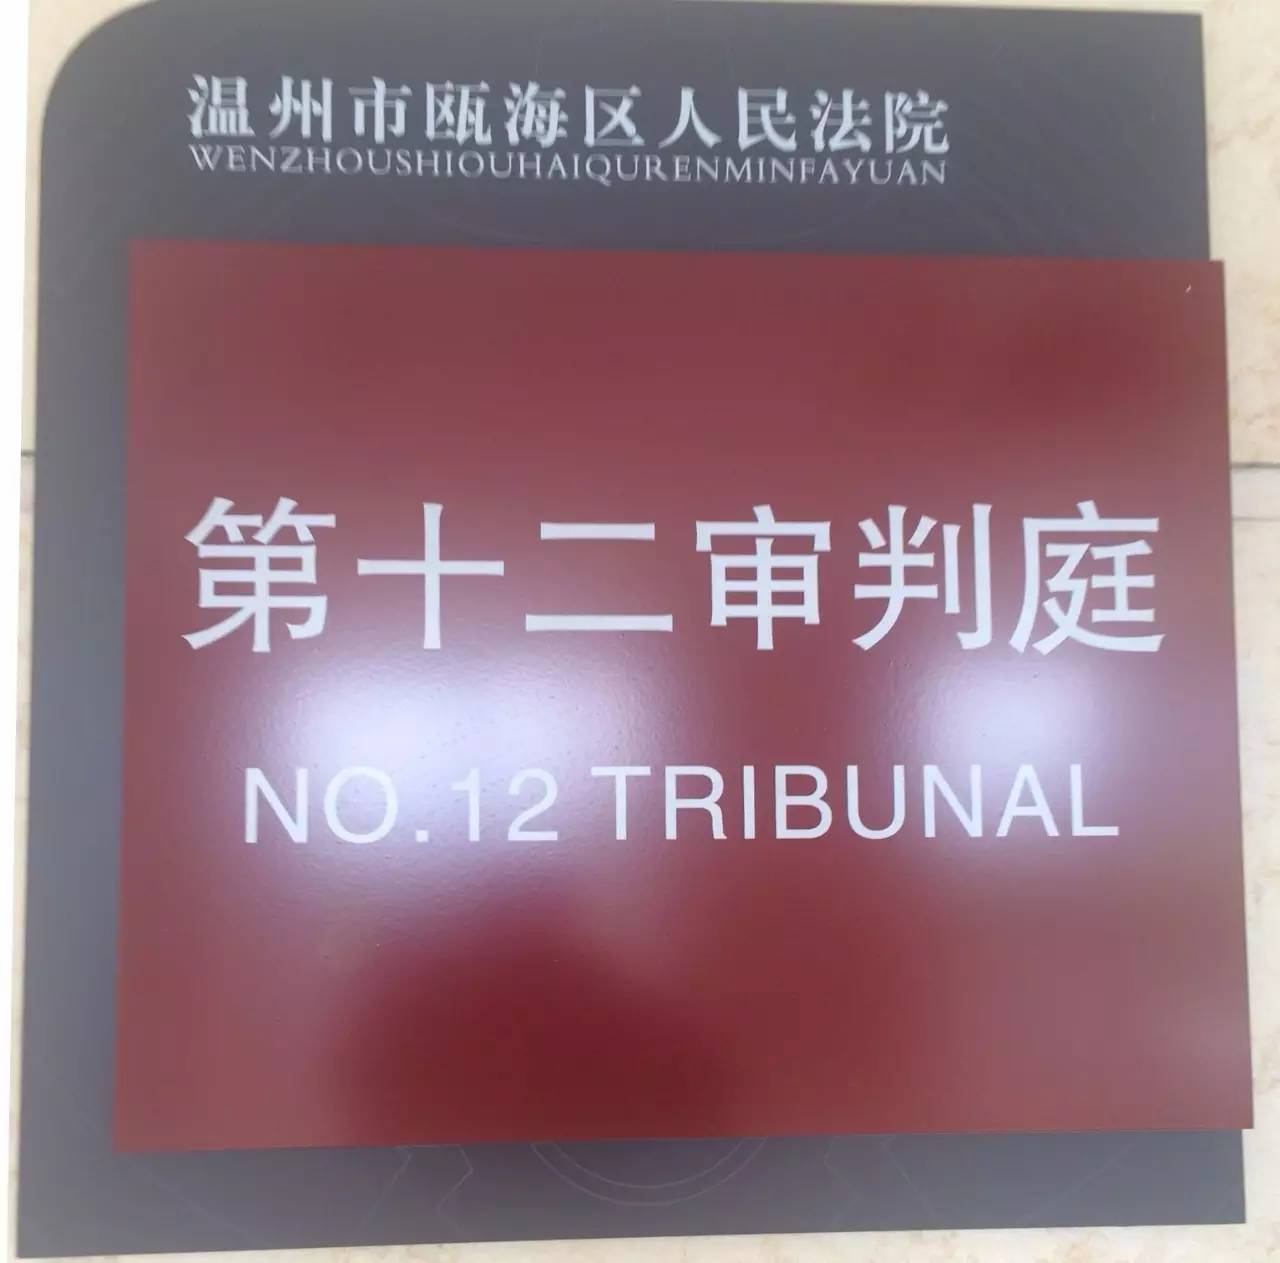 温州市瓯海区人民法院
WENZHOUSHIOUHAIQURENMINFAYUAN
第十二审判庭
NO.12 TRIBUNAL